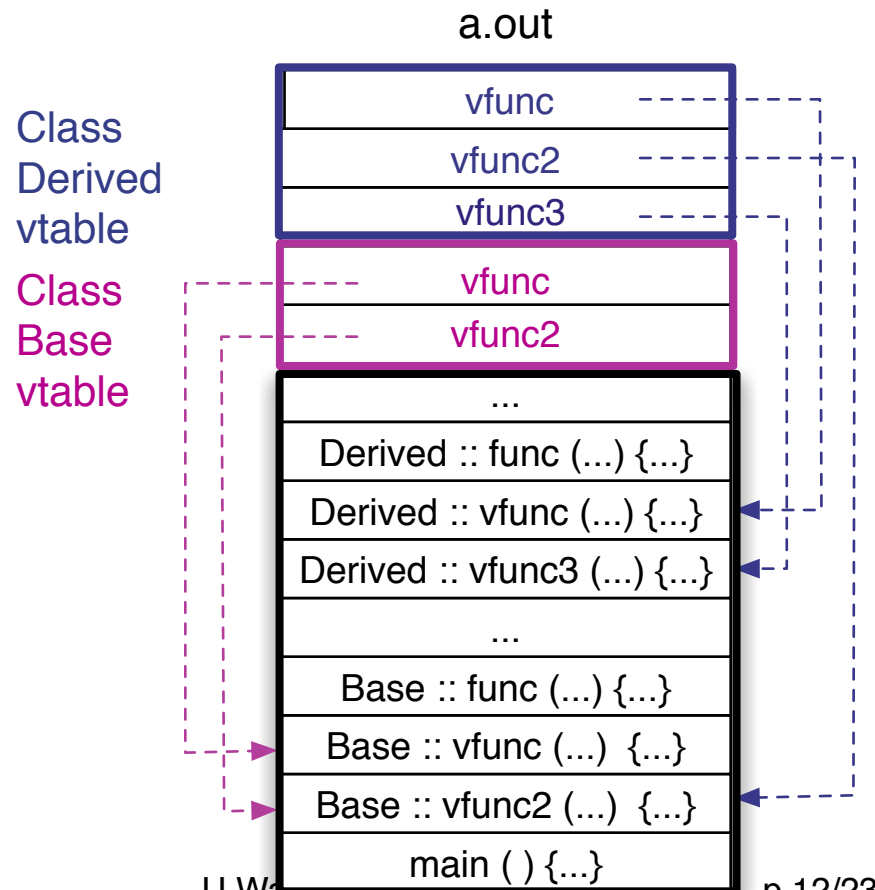 a.out
Class
Derived
vtable
vfunc
vfunc2
vfunc3
Class
Base
vtable
vfunc
vfunc2
...
Derived :: func (...) {...}
Derived :: vfunc (...) {...}
Derived :: vfunc3 (...) {...}
...
Base :: func (...) {...}
Base :: vfunc (...) {...}
Base :: vfunc2 (...) {...}
main ( ) {...}